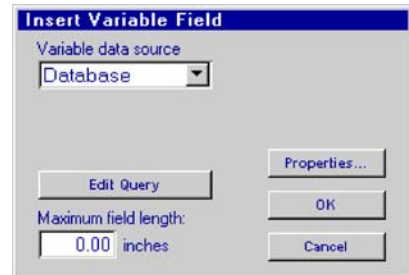 Insert Variable Field
Variable data source
Database
Properties...
Edit Query
OK
Maximum field length:
0.00 inches
Cancel